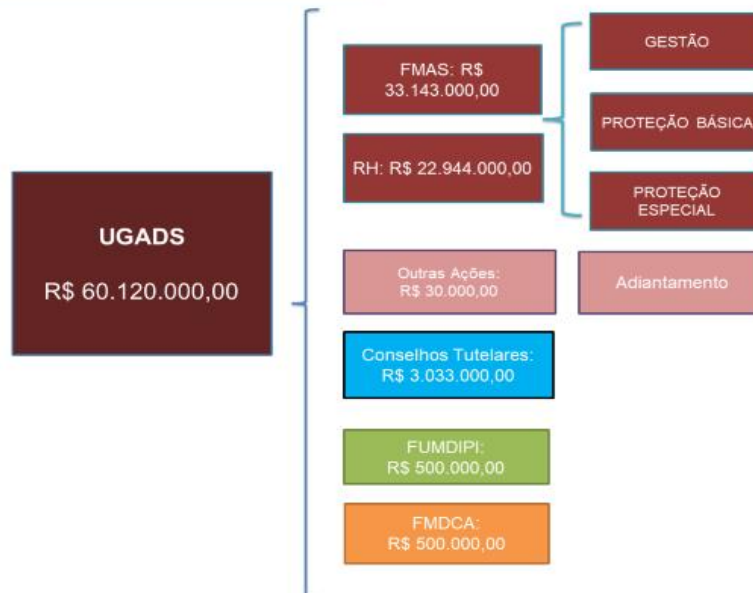 UGADS
R$ 60.120.000,00
FMAS: R$
33.143.000,00
RH: R$ 22.944.000,00
GESTÃO
PROTEÇÃO BÁSICA
PROTEÇÃO
ESPECIAL
Outras Ações:
R$ 30.000,00
Adiantamento
Conselhos Tutelares:
R$ 3.033.000,00
FUMDIPI:
R$ 500.000,00
FMDCA:
R$ 500.000,00